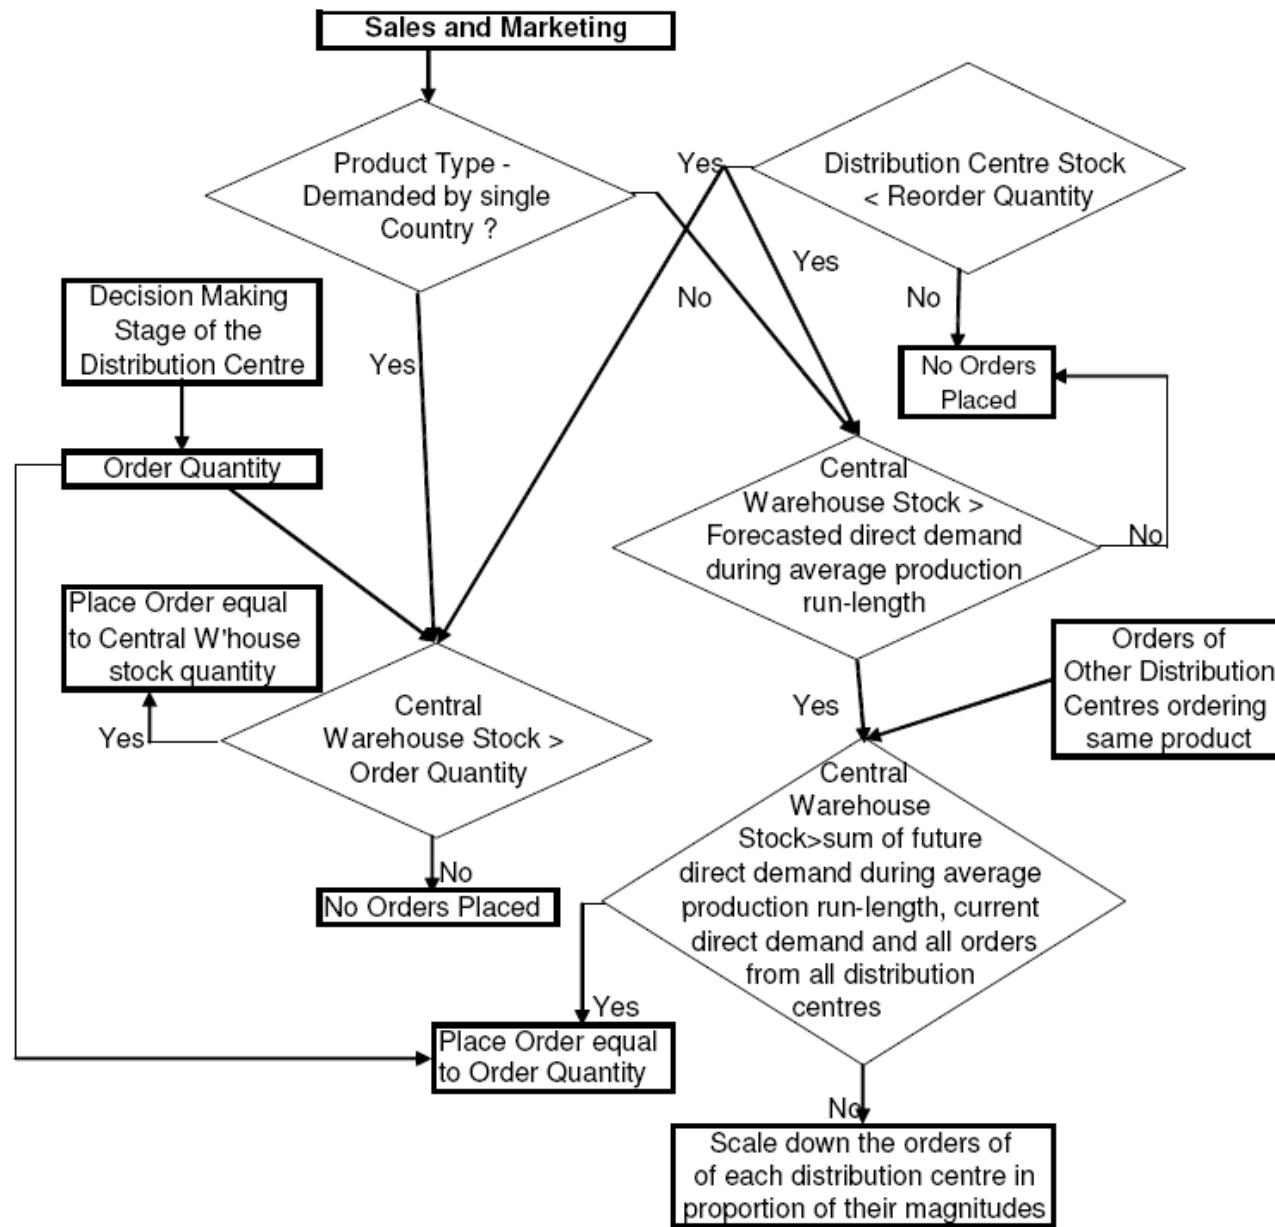 Sales and Marketing
Product Type -
Demanded by single
Country ?
Yes
Distribution Centre Stock
< Reorder Quantity
Yes
No
No
Decision Making
Stage of the
Distribution Centre
Yes
No Orders
Placed
Order Quantity
Central
Warehouse Stock >
Forecasted direct demand
during average production
run-length
No
Place Order equal
to Central W'house
stock quantity
Orders of
Other Distribution
Centres ordering
same product
Yes
Central
Warehouse Stock >
Order Quantity
Yes
Central
Warehouse
Stock>sum of future
direct demand during average
production run-length, current
direct demand and all orders
from all distribution
centres
No
No Orders Placed
Yes
Place Order equal
to Order Quantity
No
Scale down the orders of
of each distribution centre in
proportion of their magnitudes